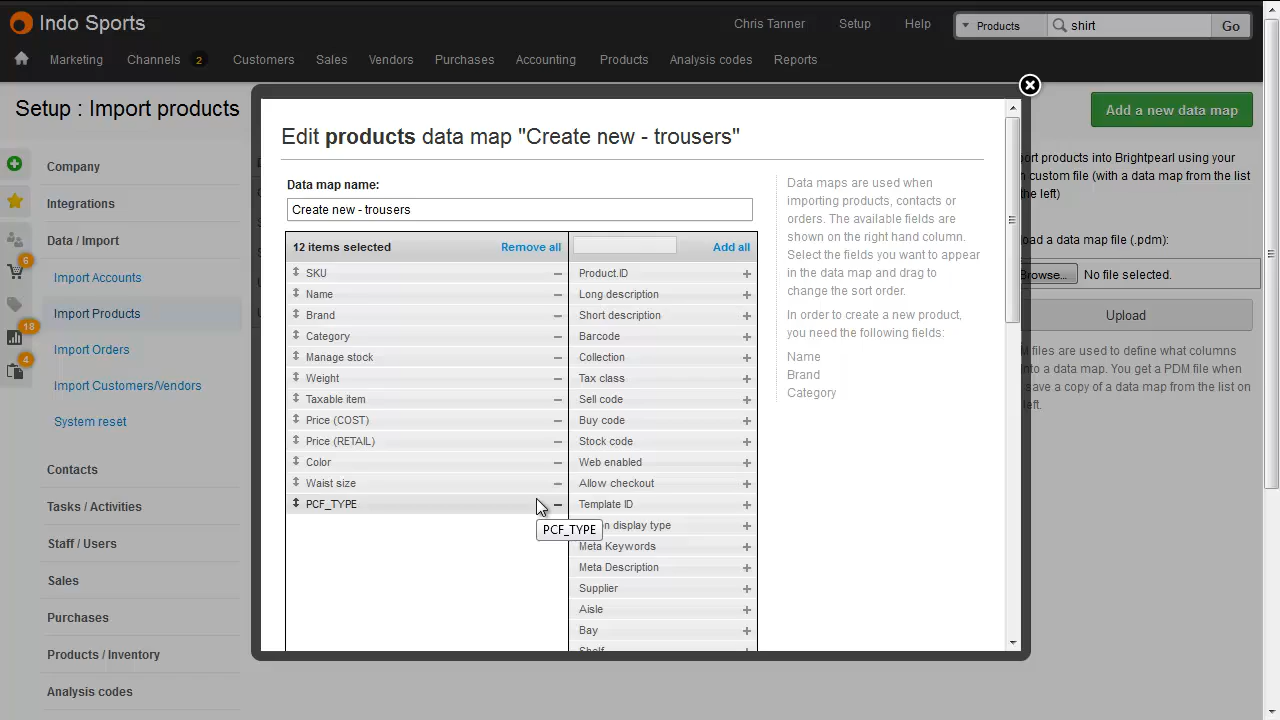 Indo Sports
Chris Tanner
Setup
Help
Products
shirt
Go
Marketing
Channels
2
Customers
Sales
Vendors
Purchases
Accounting
Products
Analysis codes
Reports
Setup : Import products
Add a new data map
Company
Integrations
Data / Import
6
Import Accounts
Import Products
18
Import Orders
4
Import Customers/Vendors
System reset
Contacts
Tasks / Activities
Staff / Users
Sales
Purchases
Products / Inventory
Analysis codes
Edit products data map "Create new - trousers"
Data map name:
Create new - trousers
12 items selected
Remove all
SKU
Name
Brand
Category
Manage stock
Weight
Taxable item
Price (COST)
Price (RETAIL)
Color
Waist size
PCF_TYPE
PCF_TYPE
Add all
Product.ID
Long description
Short description
Barcode
Collection
Tax class
Sell code
Buy code
Stock code
Web enabled
Allow checkout
Template ID
n display type
Meta Keywords
Meta Description
Supplier
Aisle
Bay
Shelf
Data maps are used when
importing products, contacts or
orders. The available fields are
shown on the right hand column.
Select the fields you want to appear
in the data map and drag to
change the sort order.
In order to create a new product,
you need the following fields:
Name
Brand
Category
ort products into Brightpearl using your
n custom file (with a data map from the list
the left)
oad a data map file (.pdm):
Browse...
No file selected.
Upload
M files are used to define what columns
into a data map. You get a PDM file when
save a copy of a data map from the list on
left.